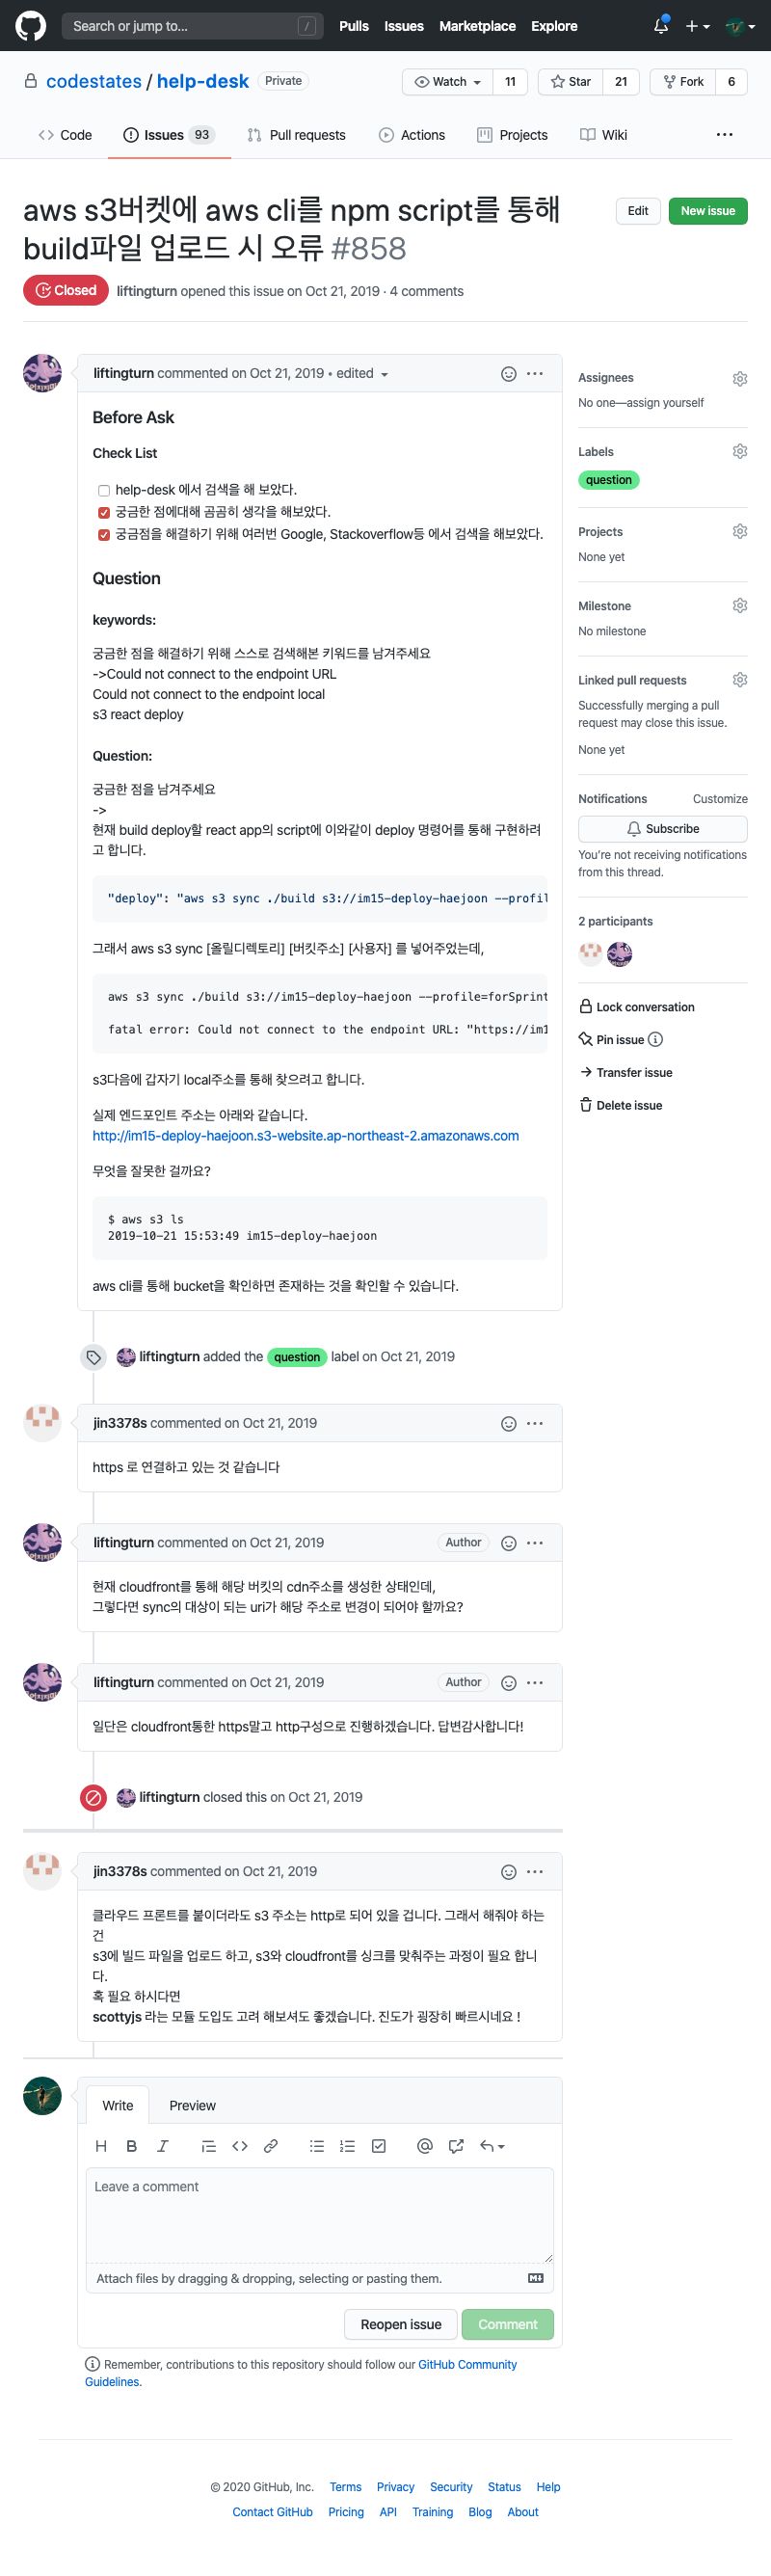 Search or jump to...
/
Pulls Issues Marketplace Explore
codestates / help-desk Private
Watch 11 Star 21 Fork 6
Code Issues 93 Pull requests Actions Projects Wiki
aws s3버켓에 aws cli를 npm script를 통해
build파일 업로드 시 오류 #858
Edit New issue
Closed liftingturn opened this issue on Oct 21, 2019 · 4 comments
liftingturn commented on Oct 21, 2019 • edited
Before Ask
Check List
help-desk 에서 검색을 해 보았다.
궁금한 점에대해 곰곰히 생각을 해보았다.
궁금점을 해결하기 위해 여러번 Google, Stackoverflow등 에서 검색을 해보았다.
Question
keywords:
궁금한 점을 해결하기 위해 스스로 검색해본 키워드를 남겨주세요
->Could not connect to the endpoint URL
Could not connect to the endpoint local
s3 react deploy
Question:
궁금한 점을 남겨주세요
->
현재 build deploy할 react app의 script에 이와같이 deploy 명령어를 통해 구현하려
고 합니다.
"deploy": "aws s3 sync ./build s3://im15-deploy-haejoon --profil
그래서 aws s3 sync [올릴디렉토리] [버킷주소] [사용자] 를 넣어주었는데,
aws s3 sync ./build s3://im15-deploy-haejoon --profile=forSprint
fatal error: Could not connect to the endpoint URL: "https://im1
s3다음에 갑자기 local주소를 통해 찾으려고 합니다.
실제 엔드포인트 주소는 아래와 같습니다.
http://im15-deploy-haejoon.s3-website.ap-northeast-2.amazonaws.com
무엇을 잘못한 걸까요?
$ aws s3 ls
2019-10-21 15:53:49 im15-deploy-haejoon
aws cli를 통해 bucket을 확인하면 존재하는 것을 확인할 수 있습니다.
liftingturn added the question label on Oct 21, 2019
jin3378s commented on Oct 21, 2019
https 로 연결하고 있는 것 같습니다
liftingturn commented on Oct 21, 2019 Author
현재 cloudfront를 통해 해당 버킷의 cdn주소를 생성한 상태인데,
그렇다면 sync의 대상이 되는 uri가 해당 주소로 변경이 되어야 할까요?
liftingturn commented on Oct 21, 2019 Author
일단은 cloudfront통한 https말고 http구성으로 진행하겠습니다. 답변감사합니다!
liftingturn closed this on Oct 21, 2019
jin3378s commented on Oct 21, 2019
클라우드 프론트를 붙이더라도 s3 주소는 http로 되어 있을 겁니다. 그래서 해줘야 하는
건
s3에 빌드 파일을 업로드 하고, s3와 cloudfront를 싱크를 맞춰주는 과정이 필요 합니
다.
혹 필요 하시다면
scottyjs 라는 모듈 도입도 고려 해보셔도 좋겠습니다. 진도가 굉장히 빠르시네요 !
Write Preview
Leave a comment
Attach files by dragging & dropping, selecting or pasting them.
Reopen issue Comment
Remember, contributions to this repository should follow our GitHub Community
Guidelines.
Assignees
No one—assign yourself
Labels
question
Projects
None yet
Milestone
No milestone
Linked pull requests
Successfully merging a pull
request may close this issue.
None yet
Notifications Customize
Subscribe
You're not receiving notifications
from this thread.
2 participants
Lock conversation
Pin issue
Transfer issue
Delete issue
© 2020 GitHub, Inc. Terms Privacy Security Status Help
Contact GitHub Pricing API Training Blog About